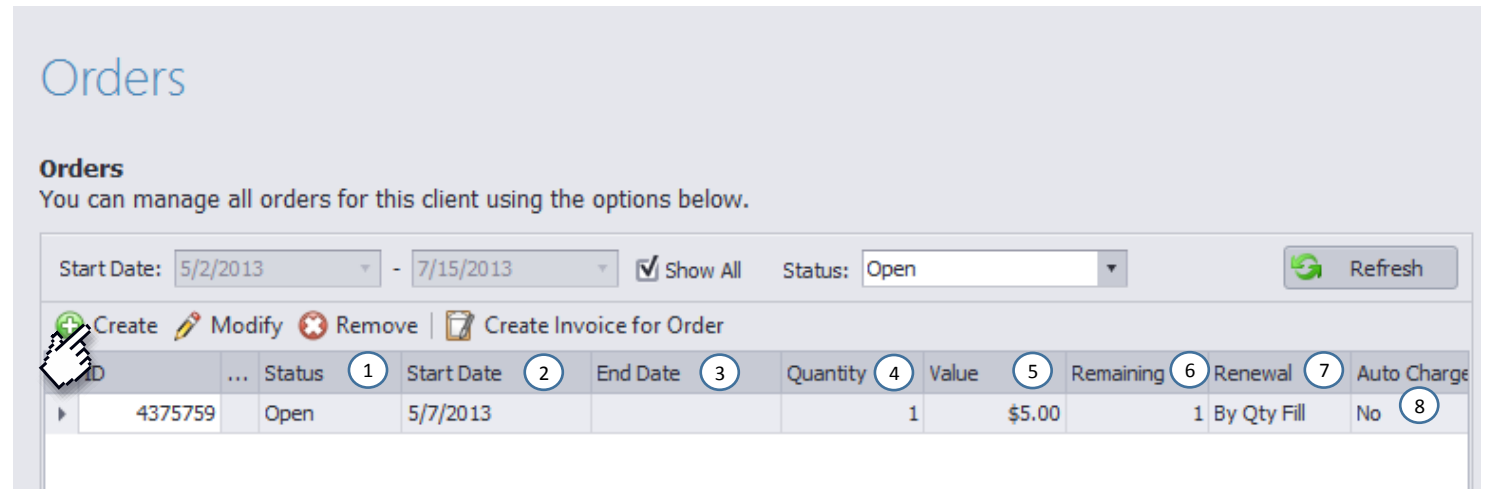 Orders
Orders
You can manage all orders for this client using the options below.
Start Date: 5/2/2013 - 7/15/2013 Show All Status: Open Refresh
Create Modify Remove Create Invoice for Order
ID ... Status 1 Start Date 2 End Date 3 Quantity 4 Value 5 Remaining 6 Renewal 7 Auto Charge
4375759 Open 5/7/2013 1 $5.00 1 By Qty Fill No 8